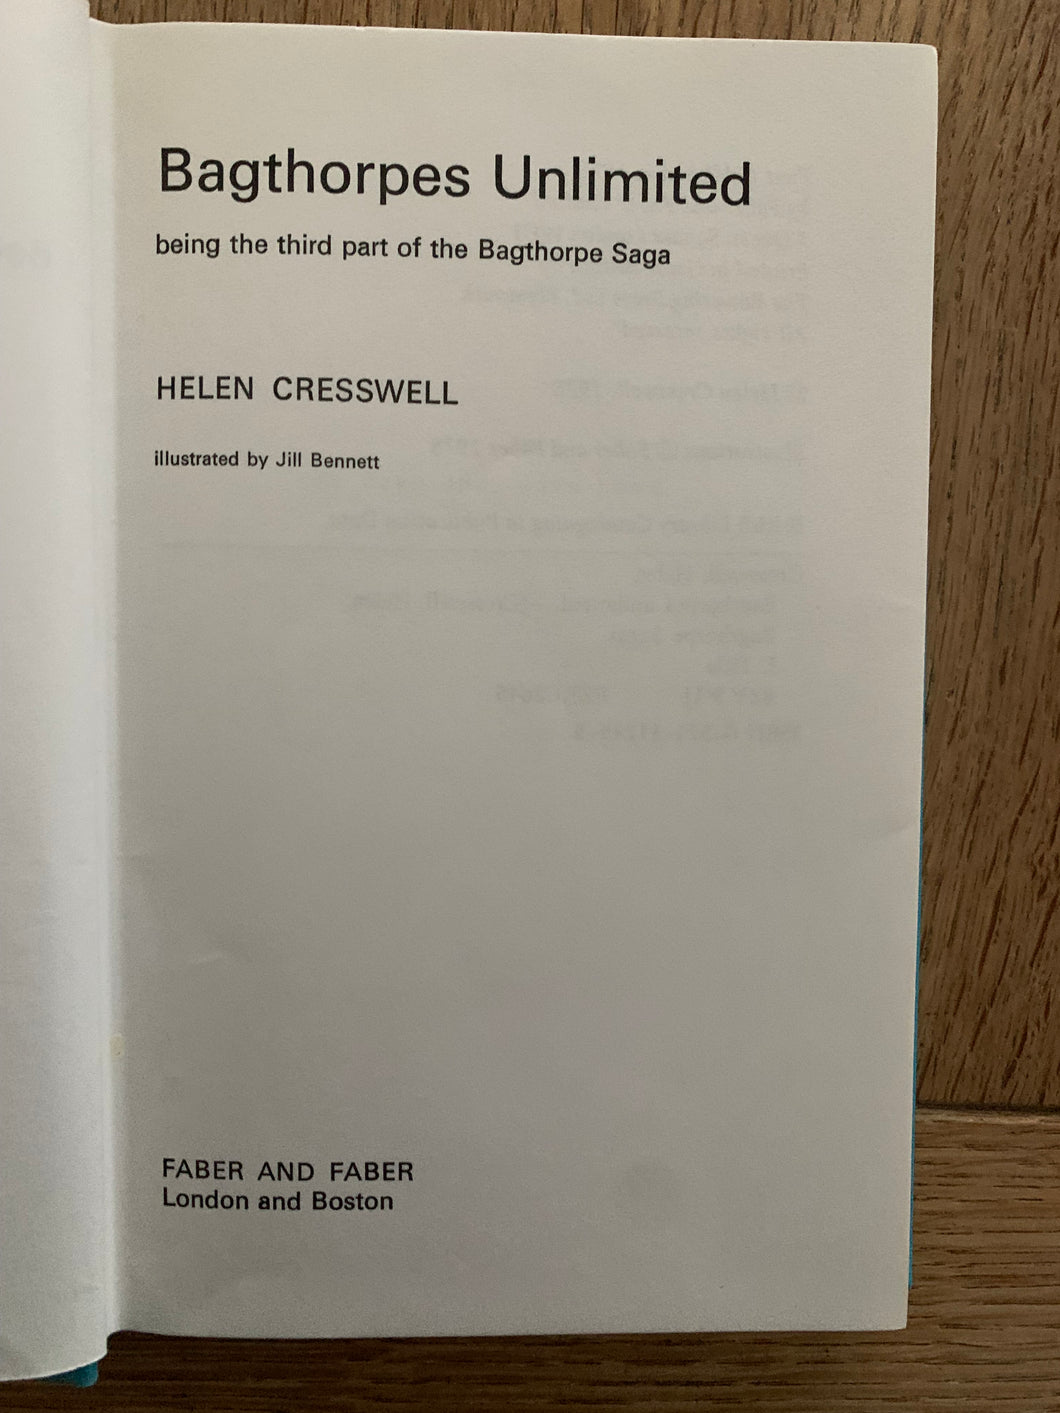 Bagthorpes Unlimited
being the third part of the Bagthorpe Saga
HELEN CRESSWELL
illustrated by Jill Bennett
FABER AND FABER
London and Boston